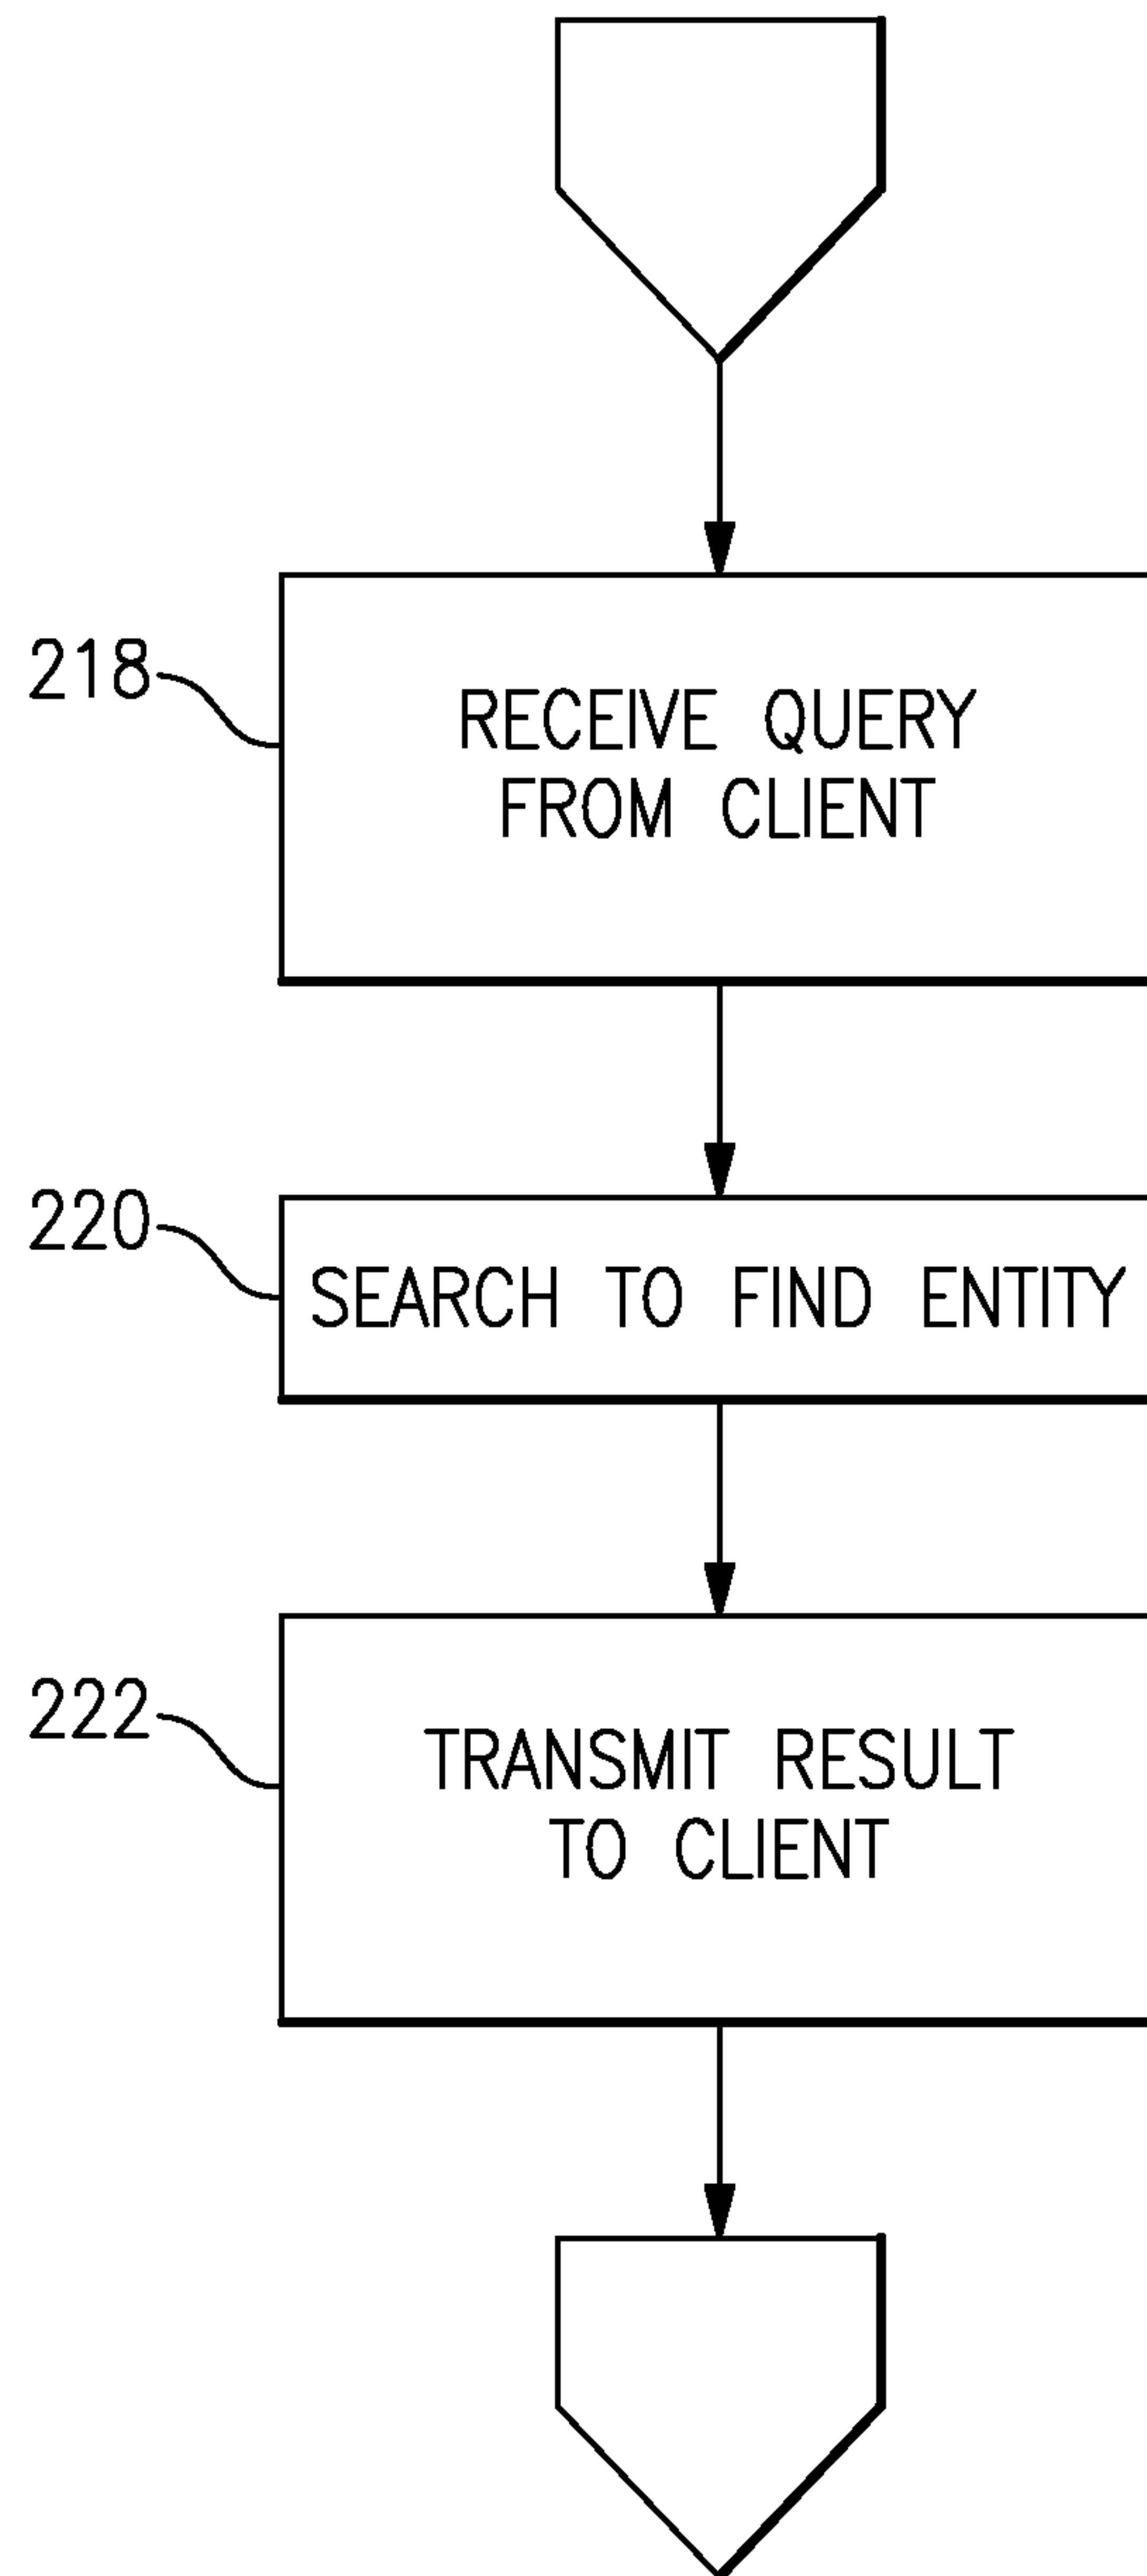 218
RECEIVE QUERY
FROM CLIENT
220
SEARCH TO FIND ENTITY
222
TRANSMIT RESULT
TO CLIENT